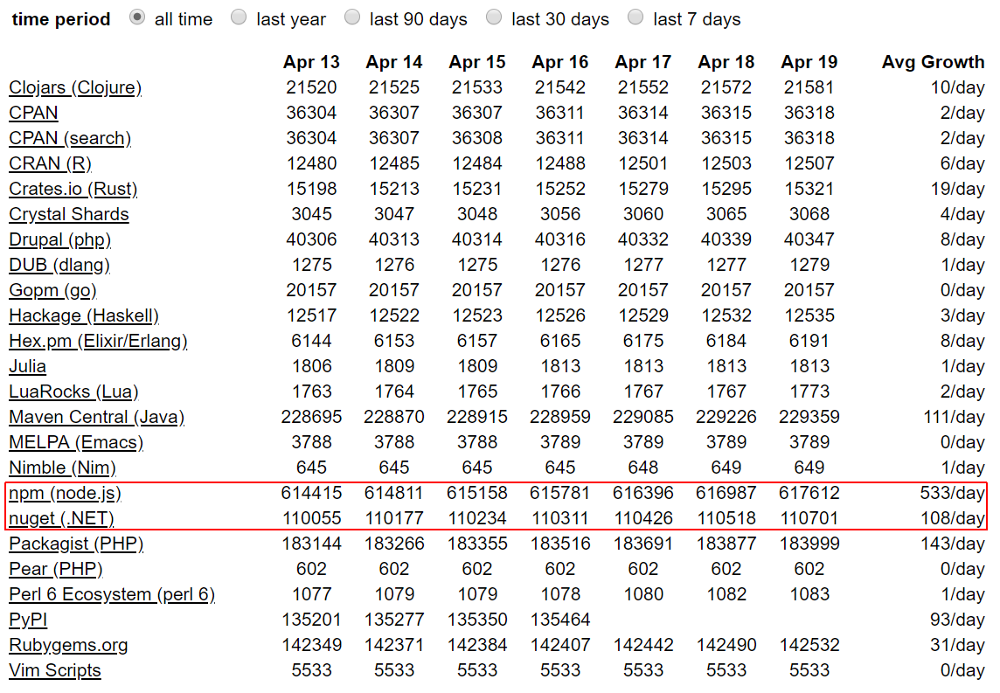 time period all time last year last 90 days last 30 days last 7 days
Apr 13 Apr 14 Apr 15 Apr 16 Apr 17 Apr 18 Apr 19 Avg Growth
Clojars (Clojure) 21520 21525 21533 21542 21552 21572 21581 10/day
CPAN 36304 36307 36307 36311 36314 36315 36318 2/day
CPAN (search) 36304 36307 36308 36311 36314 36315 36318 2/day
CRAN (R) 12480 12485 12484 12488 12501 12503 12507 6/day
Crates.io (Rust) 15198 15213 15231 15252 15279 15295 15321 19/day
Crystal Shards 3045 3047 3048 3056 3060 3065 3068 4/day
Drupal (php) 40306 40313 40314 40316 40332 40339 40347 8/day
DUB (dlang) 1275 1276 1275 1276 1277 1277 1279 1/day
Gopm (go) 20157 20157 20157 20157 20157 20157 20157 0/day
Hackage (Haskell) 12517 12522 12523 12526 12529 12532 12535 3/day
Hex.pm (Elixir/Erlang) 6144 6153 6157 6165 6175 6184 6191 8/day
Julia 1806 1809 1809 1813 1813 1813 1813 1/day
LuaRocks (Lua) 1763 1764 1765 1766 1767 1767 1773 2/day
Maven Central (Java) 228695 228870 228915 228959 229085 229226 229359 111/day
MELPA (Emacs) 3788 3788 3788 3789 3789 3789 3789 0/day
Nimble (Nim) 645 645 645 645 648 649 649 1/day
npm (node.js) 614415 614811 615158 615781 616396 616987 617612 533/day
nuget (.NET) 110055 110177 110234 110311 110426 110518 110701 108/day
Packagist (PHP) 183144 183266 183355 183516 183691 183877 183999 143/day
Pear (PHP) 602 602 602 602 602 602 602 0/day
Perl 6 Ecosystem (perl 6) 1077 1079 1079 1078 1080 1082 1083 1/day
PyPI 135201 135277 135350 135464 93/day
Rubygems.org 142349 142371 142384 142407 142442 142490 142532 31/day
Vim Scripts 5533 5533 5533 5533 5533 5533 5533 0/day